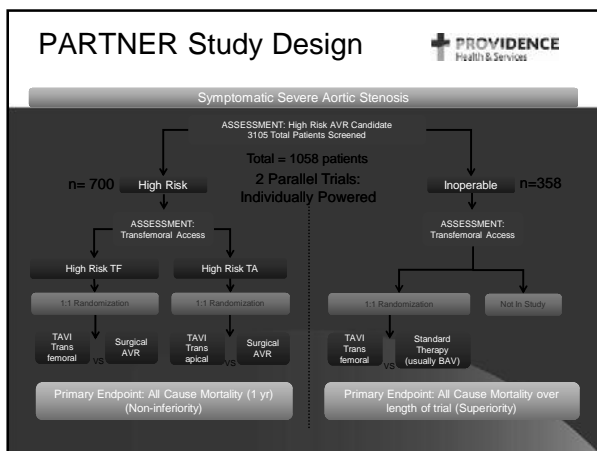 PARTNER Study Design
PROVIDENCE
Health & Services
Symptomatic Severe Aortic Stenosis
ASSESSMENT: High Risk AVR Candidate
3105 Total Patients Screened
Total = 1058 patients
2 Parallel Trials:
Individually Powered
n= 700
High Risk
Inoperable
n=358
ASSESSMENT:
Transfemoral Access
ASSESSMENT:
Transfemoral Access
High Risk TF
High Risk TA
1:1 Randomization
1:1 Randomization
1:1 Randomization
Not In Study
TAVI
Trans
femoral
VS
Surgical
AVR
TAVI
Trans
apical
VS
Surgical
AVR
TAVI
Trans
femoral
VS
Standard
Therapy
(usually BAV)
Primary Endpoint: All Cause Mortality (1 yr)
(Non-inferiority)
Primary Endpoint: All Cause Mortality over
length of trial (Superiority)